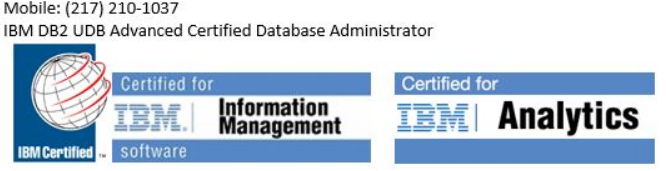 Mobile: (217) 210-1037
IBM DB2 UDB Advanced Certified Database Administrator
IBM Certified ™
Certified for
IBM. Information Management
software
Certified for
IBM Analytics